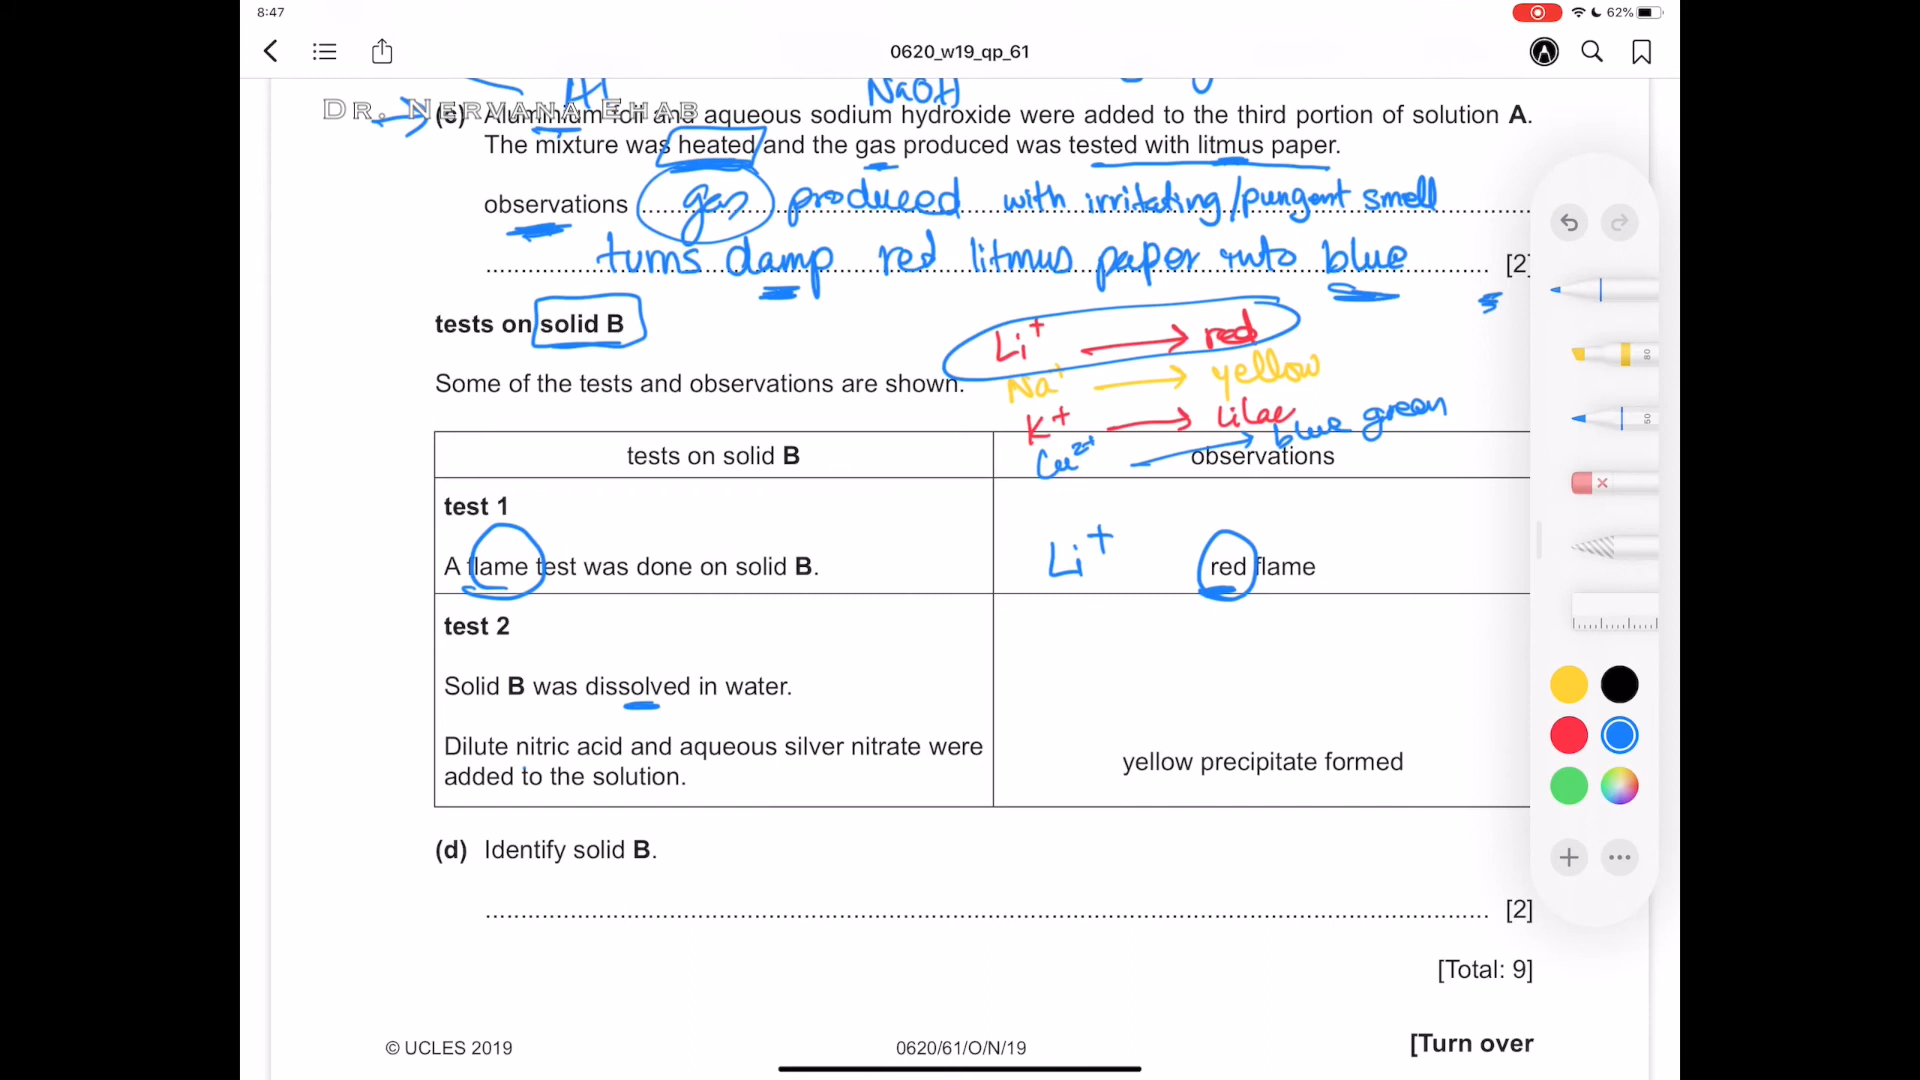 8:47
62%
0620_w19_qp_61
Al NaOH
DR. NERMANA EHAB
(c) Aluminium foil and aqueous sodium hydroxide were added to the third portion of solution A.
The mixture was heated and the gas produced was tested with litmus paper.
observations gas produced with irritating/pungent smell
turns damp red litmus paper into blue [2]
tests on solid B
Li+ → red
Some of the tests and observations are shown.
Na+ → yellow
K+ → lilac
Cu2+ → blue green
tests on solid B observations
test 1
A flame test was done on solid B. Li+ red flame
test 2
Solid B was dissolved in water.
Dilute nitric acid and aqueous silver nitrate were
added to the solution. yellow precipitate formed
(d) Identify solid B.
[2]
[Total: 9]
© UCLES 2019 0620/61/O/N/19 [Turn over
80
50